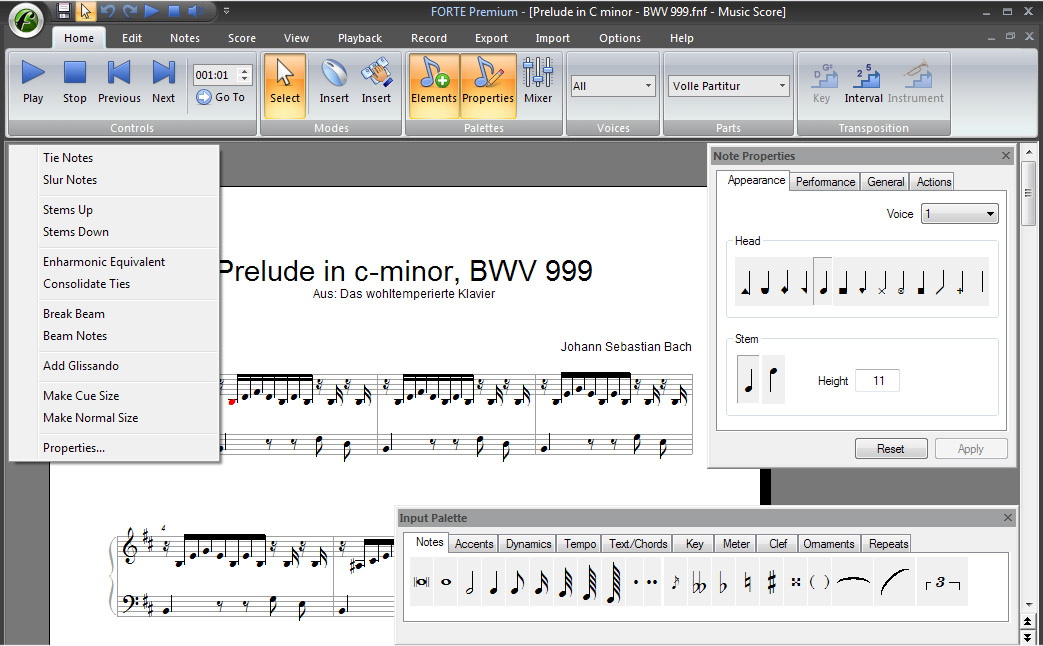 FORTE Premium - [Prelude in C minor - BWV 999.fnf - Music Score]
Home Edit Notes Score View Playback Record Export Import Options Help
001:01 All Volle Partitur
Play Stop Previous Next Go To Select Insert Insert Elements Properties Mixer Key Interval Instrument
Controls Modes Palettes Voices Parts Transposition
Tie Notes
Slur Notes
Stems Up
Stems Down
Enharmonic Equivalent
Consolidate Ties
Break Beam
Beam Notes
Add Glissando
Make Cue Size
Make Normal Size
Properties...
Prelude in c-minor, BWV 999
Aus: Das wohltemperierte Klavier
Johann Sebastian Bach
4
Note Properties
Appearance Performance General Actions
Voice 1
Head
Stem
Height 11
Reset Apply
Input Palette
Notes Accents Dynamics Tempo Text/Chords Key Meter Clef Ornaments Repeats
( ) 3